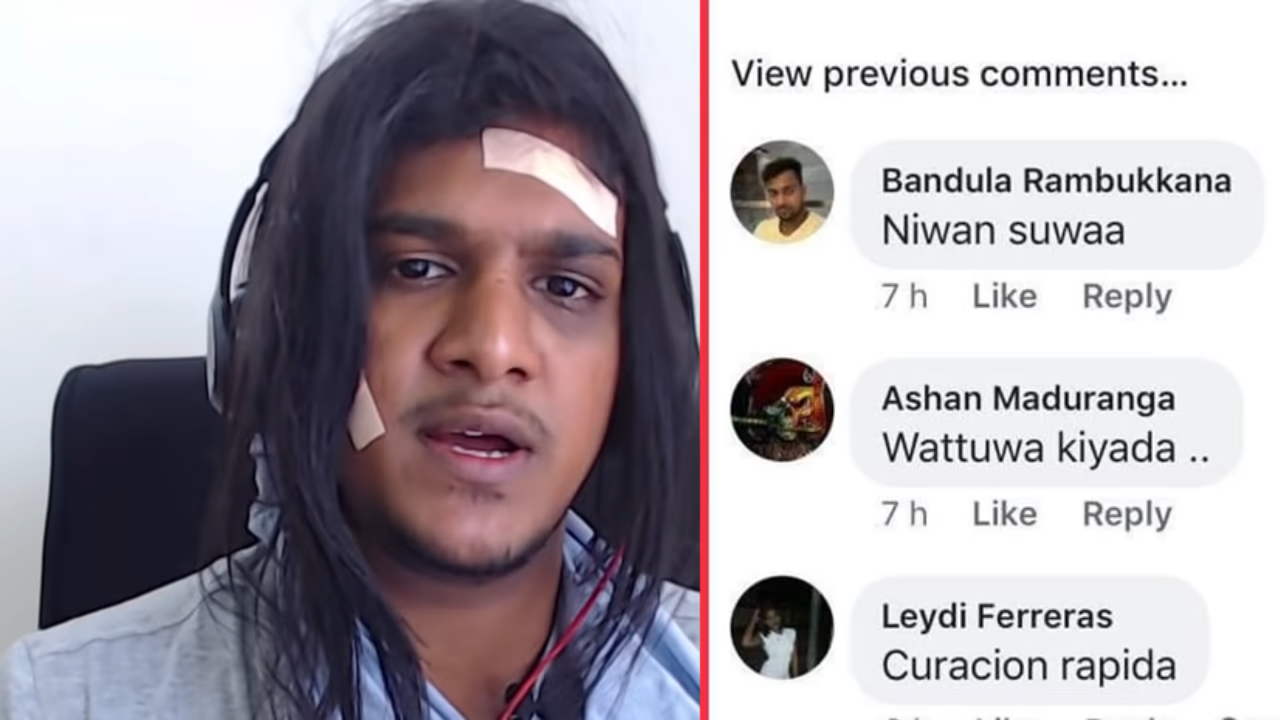 View previous comments...
Bandula Rambukkana
Niwan suwaa
7 h Like Reply
Ashan Maduranga
Wattuwa kiyada ..
7 h Like Reply
Leydi Ferreras
Curacion rapida